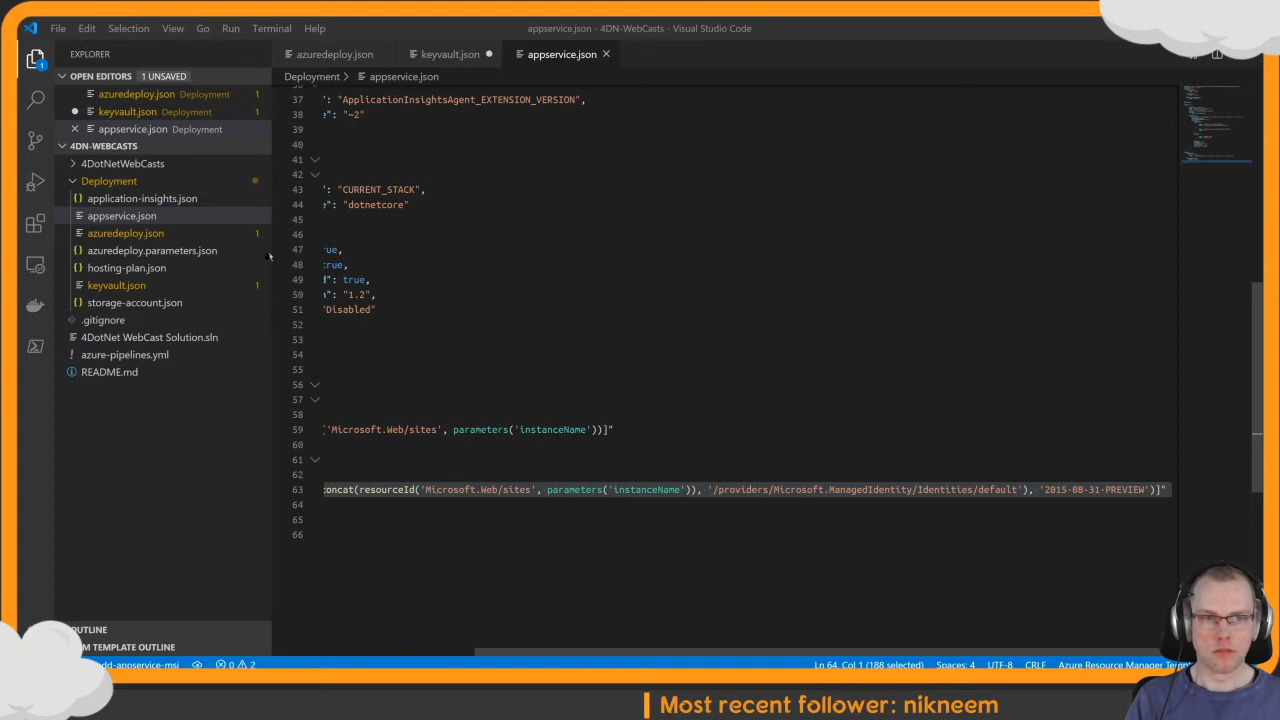 File Edit Selection View Go Run Terminal Help
appservice.json - 4DN-WebCasts - Visual Studio Code
EXPLORER
azuredeploy.json
keyvault.json
appservice.json
OPEN EDITORS 1 UNSAVED
Deployment > appservice.json
azuredeploy.json Deployment 1
keyvault.json Deployment 1
appservice.json Deployment
4DN-WEBCASTS
4DotNetWebCasts
Deployment
application-insights.json
appservice.json
azuredeploy.json 1
azuredeploy.parameters.json
hosting-plan.json
keyvault.json 1
storage-account.json
.gitignore
4DotNet WebCast Solution.sln
azure-pipelines.yml
README.md
37 ": "ApplicationInsightsAgent_EXTENSION_VERSION",
38 e": "~2"
39
40
41
42
43 ": "CURRENT_STACK",
44 e": "dotnetcore"
45
46
47 rue,
48 true,
49 d": true,
50 ": "1.2",
51 "Disabled"
52
53
54
55
56
57
58
59 ['Microsoft.Web/sites', parameters('instanceName'))]"
60
61
62
63 concat(resourceId('Microsoft.Web/sites', parameters('instanceName')), '/providers/Microsoft.ManagedIdentity/Identities/default'), '2015-08-31-PREVIEW')]"
64
65
66
OUTLINE
M TEMPLATE OUTLINE
dd-appservice-msi 0 2
Ln 64, Col 1 (188 selected) Spaces: 4 UTF-8 CRLF Azure Resource Manager Temp
Most recent follower: nikneem